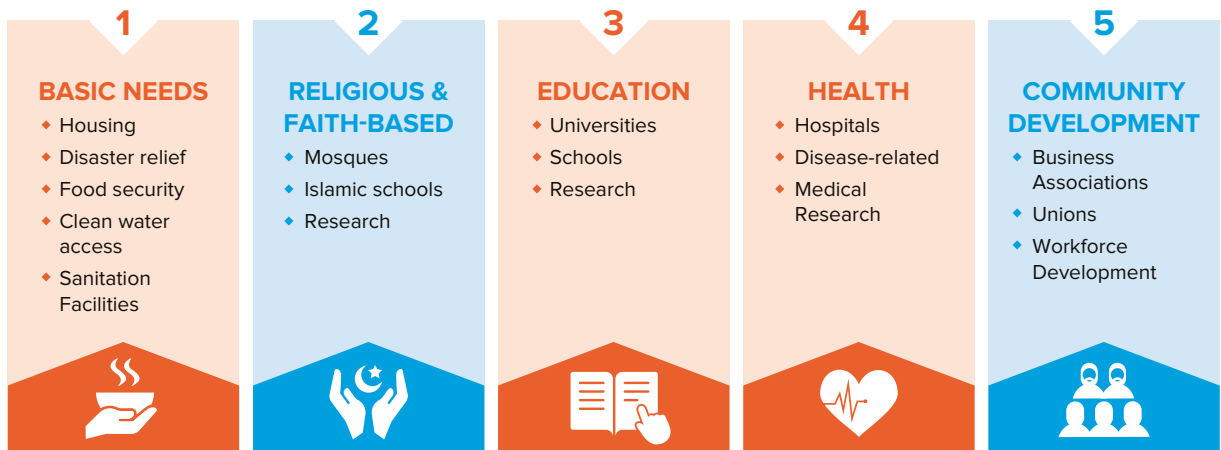 1
BASIC NEEDS
Housing
Disaster relief
Food security
Clean water
access
Sanitation
Facilities
2
RELIGIOUS &
FAITH-BASED
Mosques
Islamic schools
Research
3
EDUCATION
Universities
Schools
Research
4
HEALTH
Hospitals
Disease-related
Medical
Research
5
COMMUNITY
DEVELOPMENT
Business
Associations
Unions
Workforce
Development